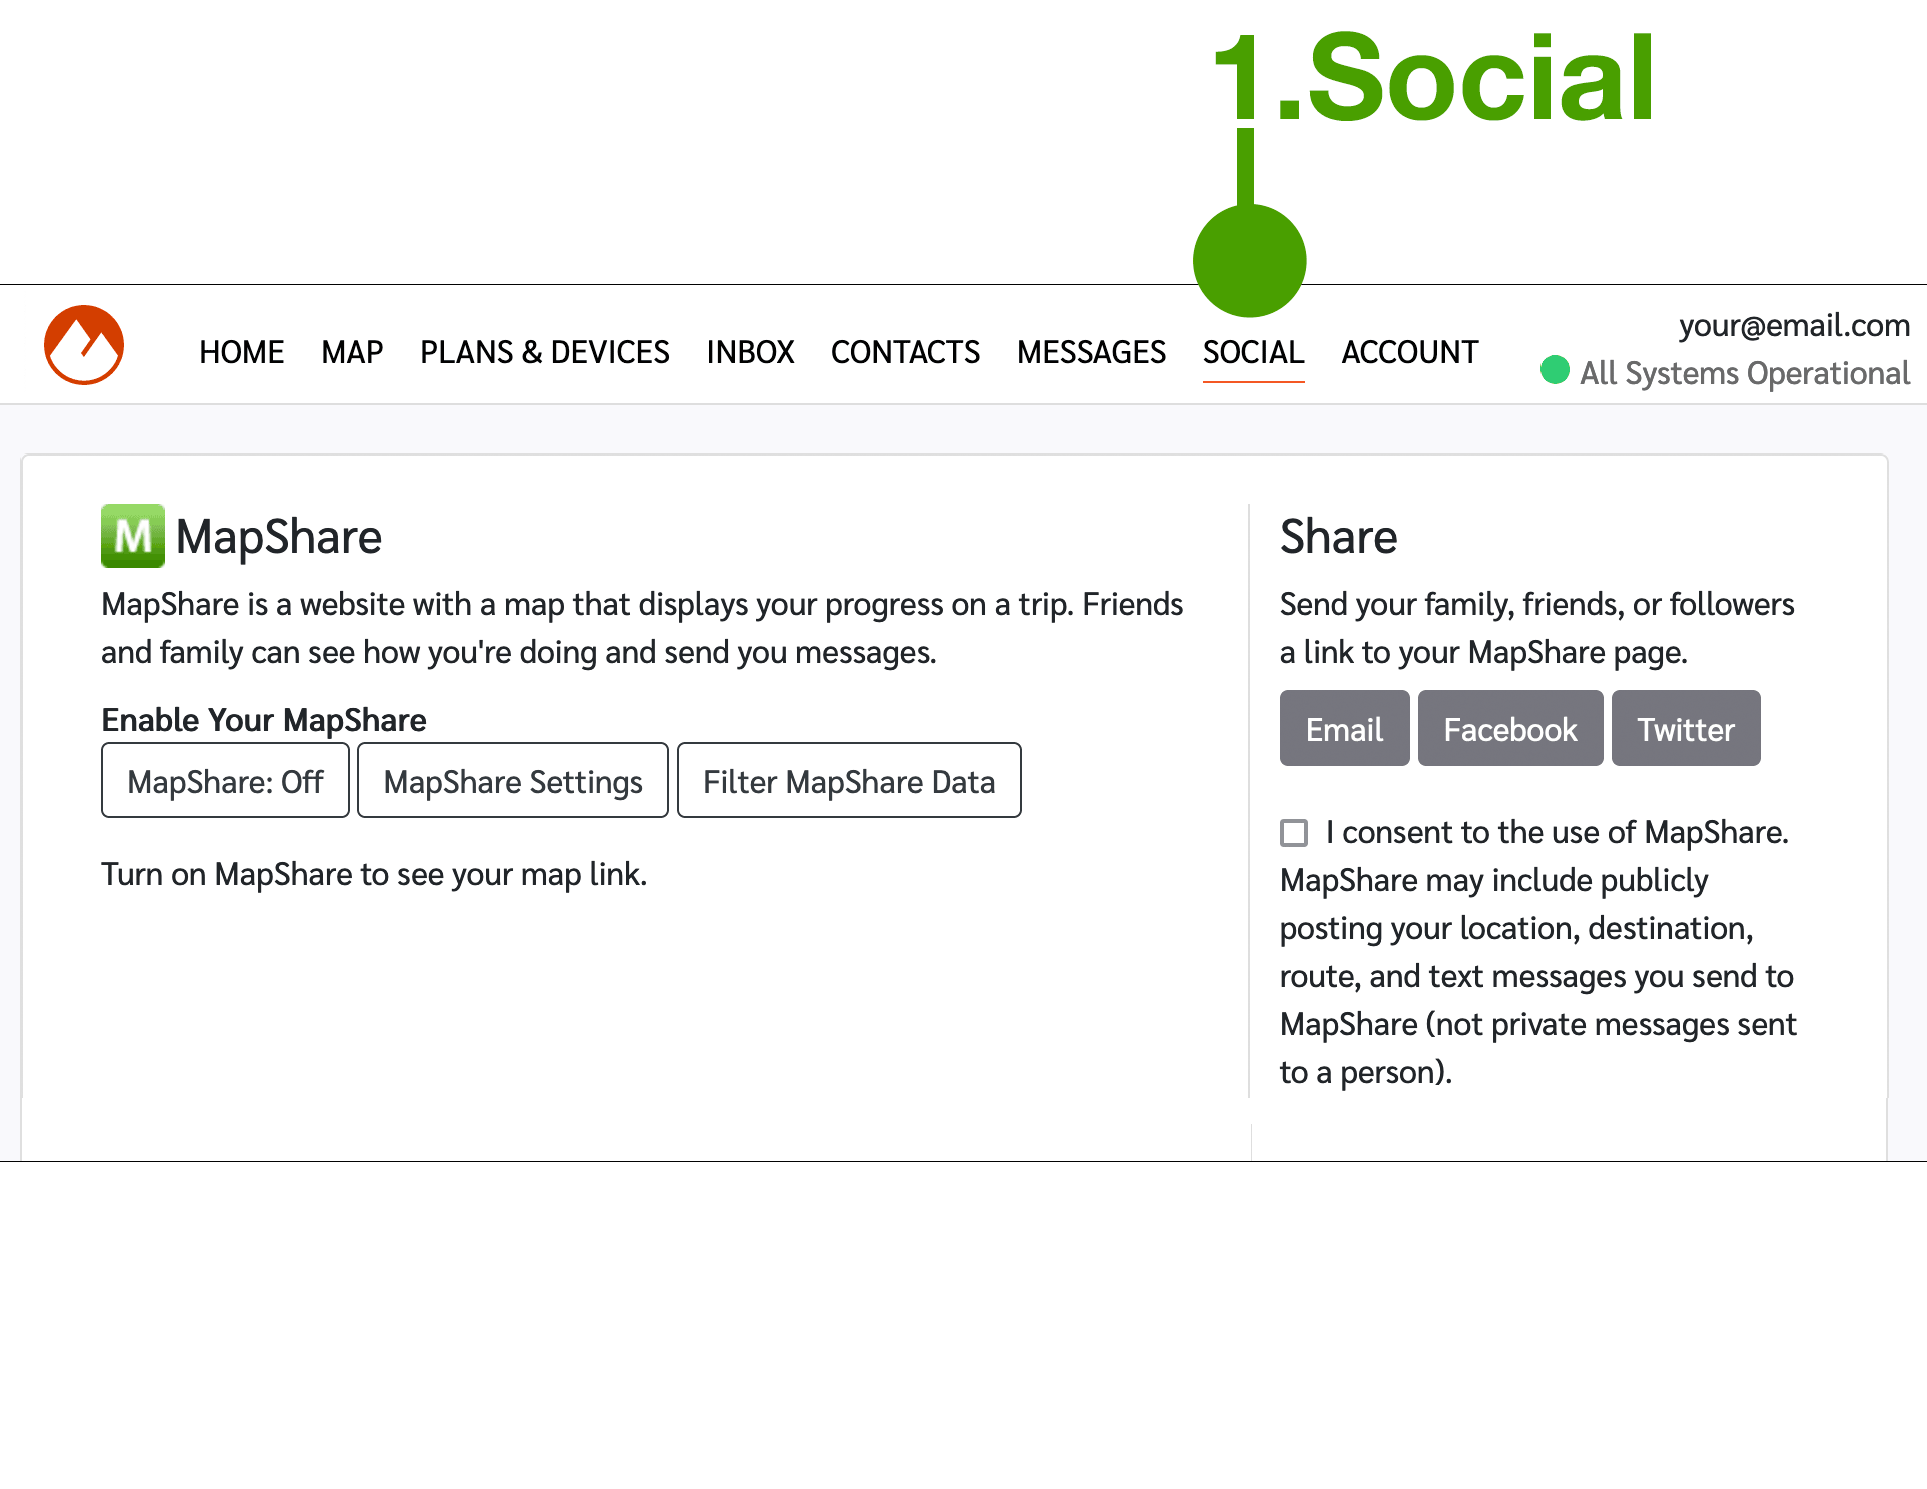 1.Social
HOME MAP PLANS & DEVICES INBOX CONTACTS MESSAGES SOCIAL ACCOUNT
your@email.com
All Systems Operational
M MapShare
MapShare is a website with a map that displays your progress on a trip. Friends
and family can see how you're doing and send you messages.
Enable Your MapShare
MapShare: Off MapShare Settings Filter MapShare Data
Turn on MapShare to see your map link.
Share
Send your family, friends, or followers
a link to your MapShare page.
Email Facebook Twitter
I consent to the use of MapShare.
MapShare may include publicly
posting your location, destination,
route, and text messages you send to
MapShare (not private messages sent
to a person).